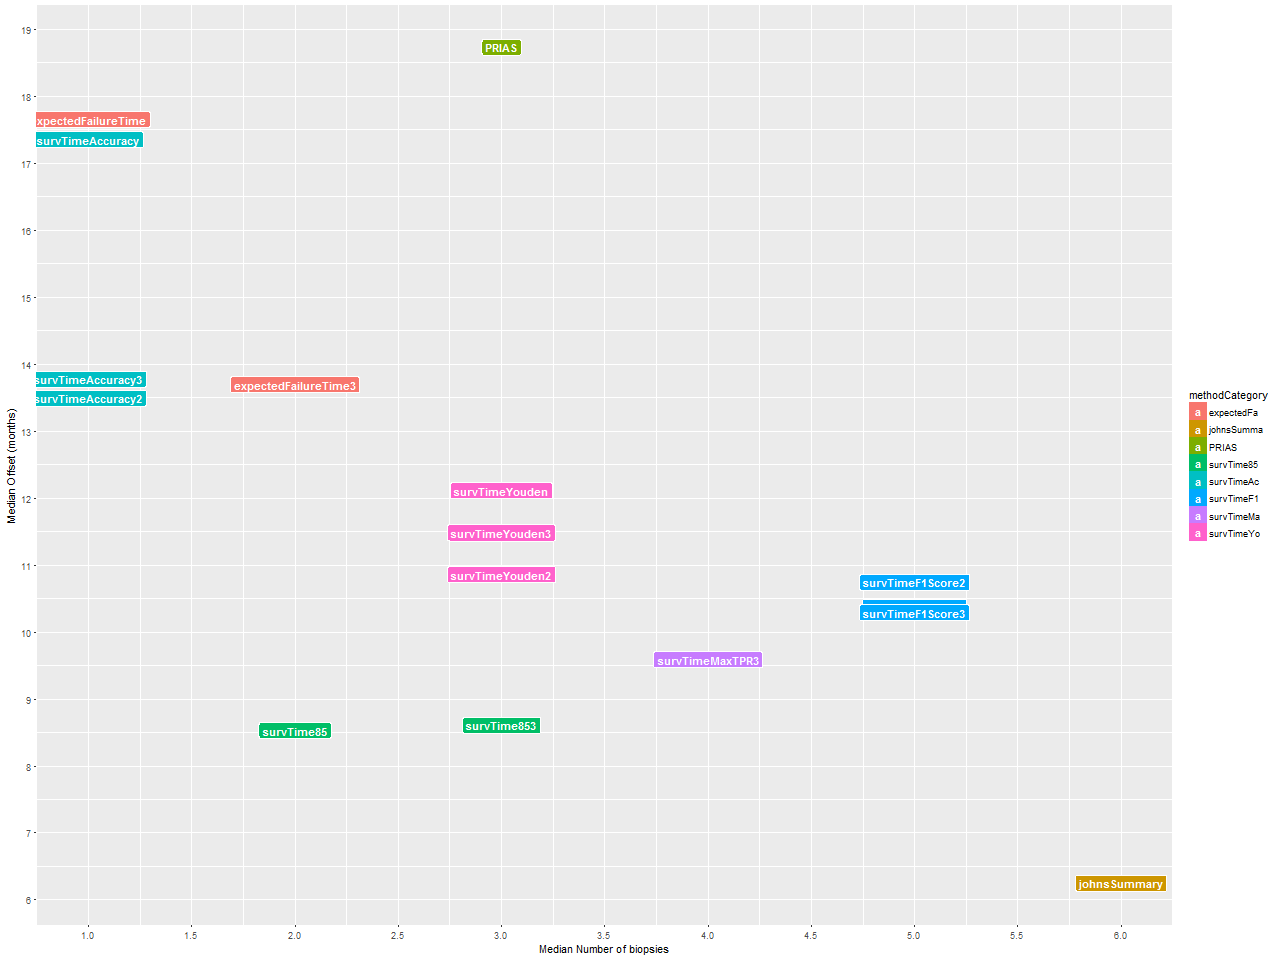 19
18
17
16
15
14
13
12
11
10
9
8
7
6
Median Offset (months)
PRIAS
xpectedFailureTime
survTimeAccuracy
survTimeAccuracy3
expectedFailureTime3
survTimeAccuracy2
survTimeYouden
survTimeYouden3
survTimeYouden2
survTimeF1Score2
survTimeF1Score3
survTimeMaxTPR3
survTime85
survTime853
johnsSummary
1.0 1.5 2.0 2.5 3.0 3.5 4.0 4.5 5.0 5.5 6.0
Median Number of biopsies
methodCategory
a expectedFa
a johnsSumma
a PRIAS
a survTime85
a survTimeAc
a survTimeF1
a survTimeMa
a survTimeYo